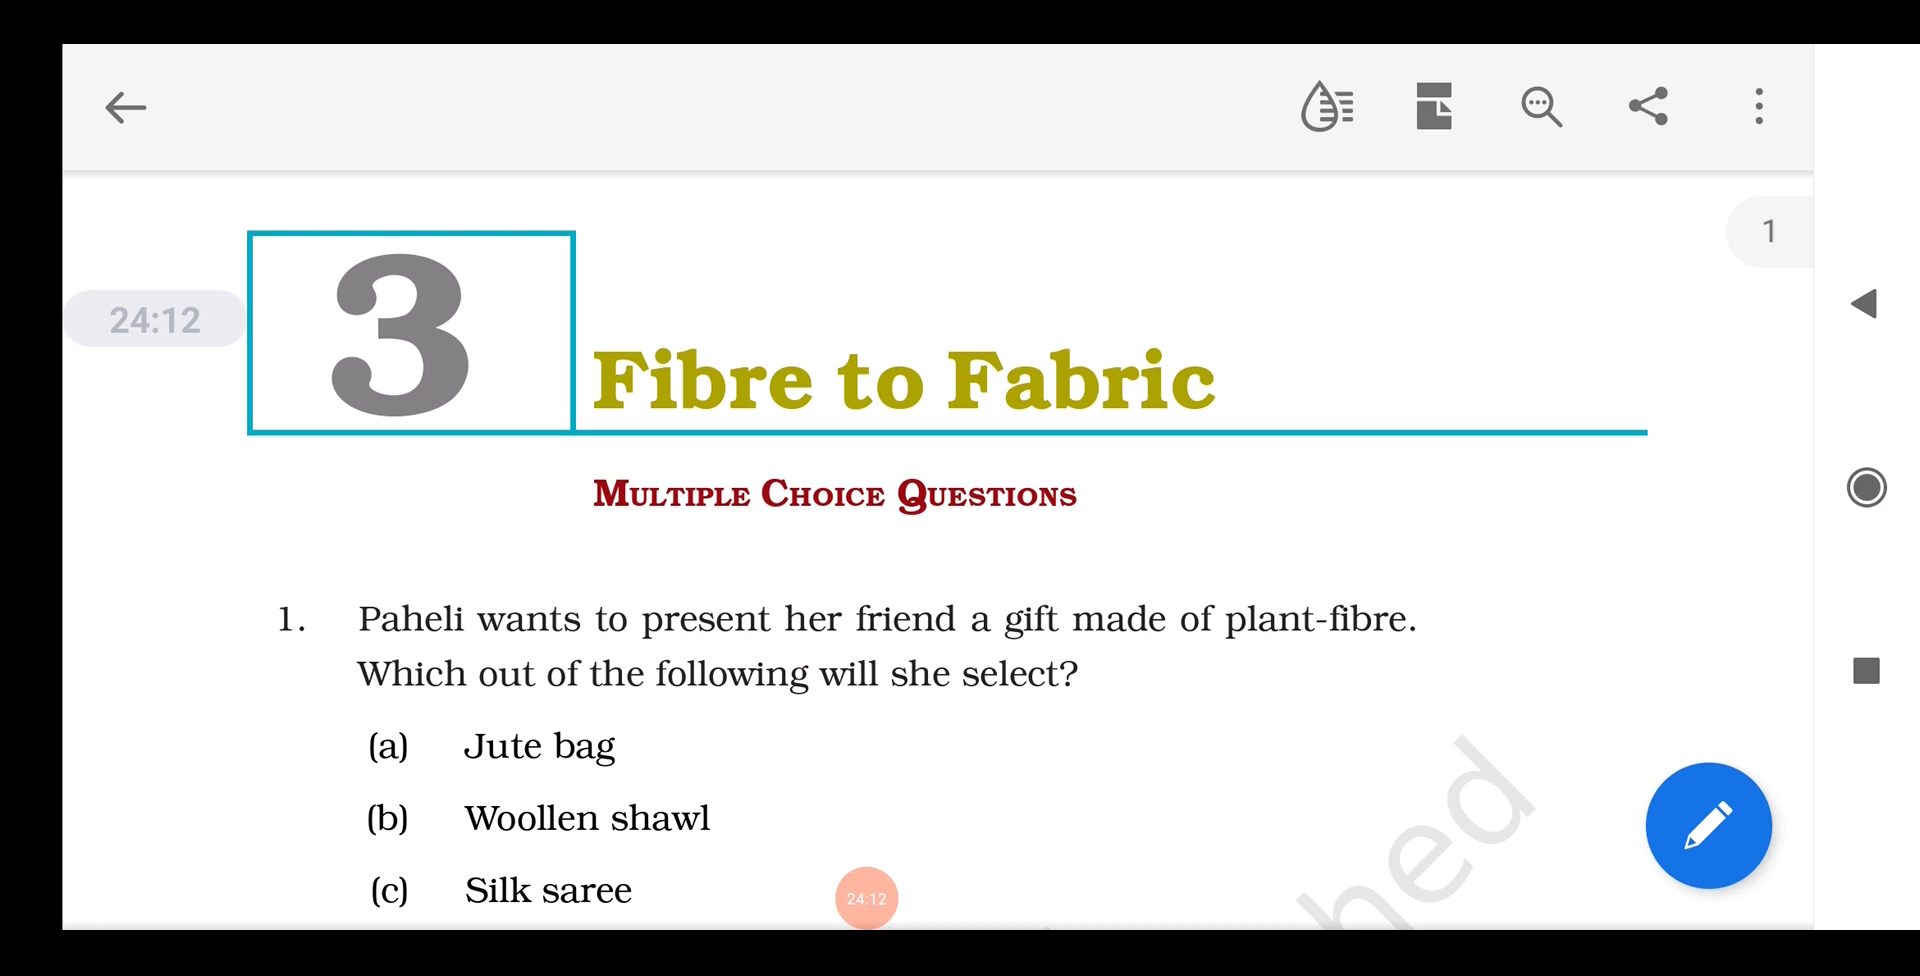 1
24:12
3
Fibre to Fabric
MULTIPLE CHOICE QUESTIONS
1. Paheli wants to present her friend a gift made of plant-fibre.
Which out of the following will she select?
(a) Jute bag
(b) Woollen shawl
(c) Silk saree
24:12
hed